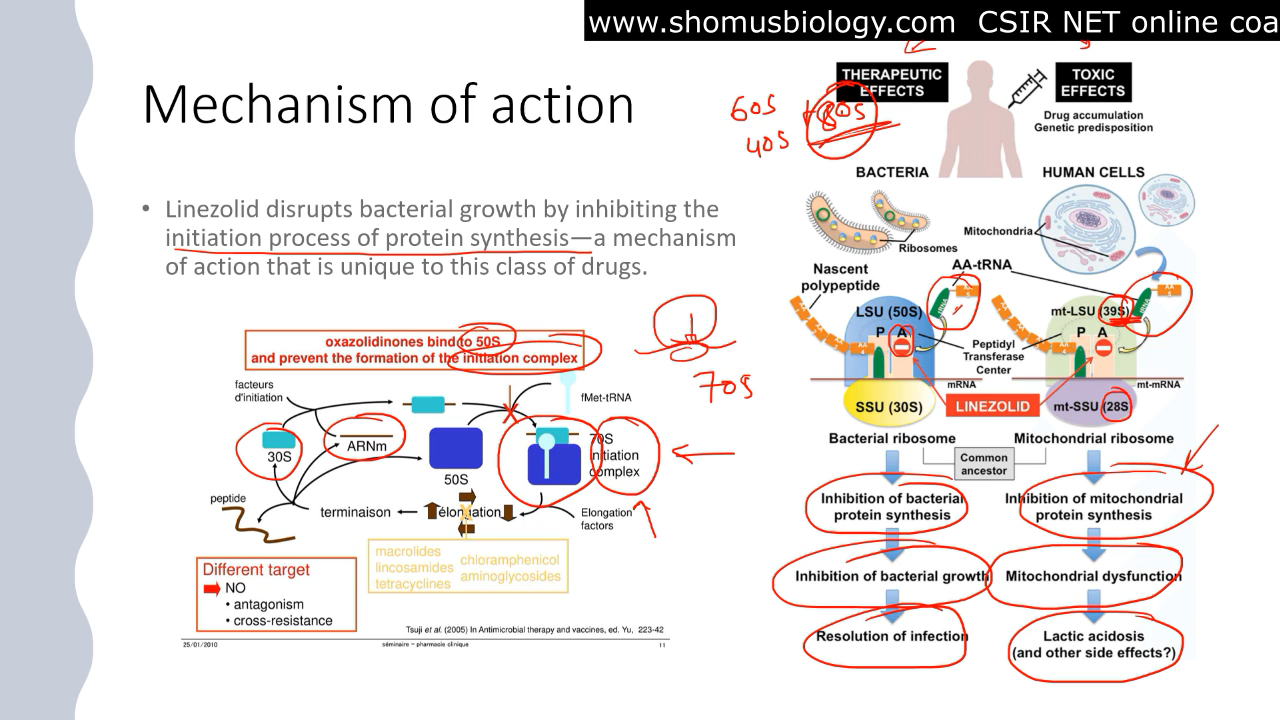 www.shomusbiology.com CSIR NET online coa
Mechanism of action
• Linezolid disrupts bacterial growth by inhibiting the
initiation process of protein synthesis—a mechanism
of action that is unique to this class of drugs.
oxazolidinones bind to 50S
and prevent the formation of the initiation complex
facteurs
d'initiation
fMet-tRNA
30S
ARNm
50S
70S
initiation
complex
peptide
terminaison
élongation
Elongation
factors
macrolides
lincosamides
tetracyclines
chloramphenicol
aminoglycosides
Different target
NO
• antagonism
• cross-resistance
Tsuji et al. (2005) In Antimicrobial therapy and vaccines, ed. Yu, 223-42
25/01/2010
séminaire – pharmacie clinique
11
60S
40S
80S
70S
THERAPEUTIC
EFFECTS
TOXIC
EFFECTS
Drug accumulation
Genetic predisposition
BACTERIA
HUMAN CELLS
Ribosomes
Mitochondria
Nascent
polypeptide
AA-tRNA
AA
tRNA
AA
tRNA
LSU (50S)
P A
mt-LSU (39S)
P A
Peptidyl
Transferase
Center
mRNA
mt-mRNA
SSU (30S)
LINEZOLID
mt-SSU (28S)
Bacterial ribosome
Mitochondrial ribosome
Common
ancestor
Inhibition of bacterial
protein synthesis
Inhibition of mitochondrial
protein synthesis
Inhibition of bacterial growth
Mitochondrial dysfunction
Resolution of infection
Lactic acidosis
(and other side effects?)